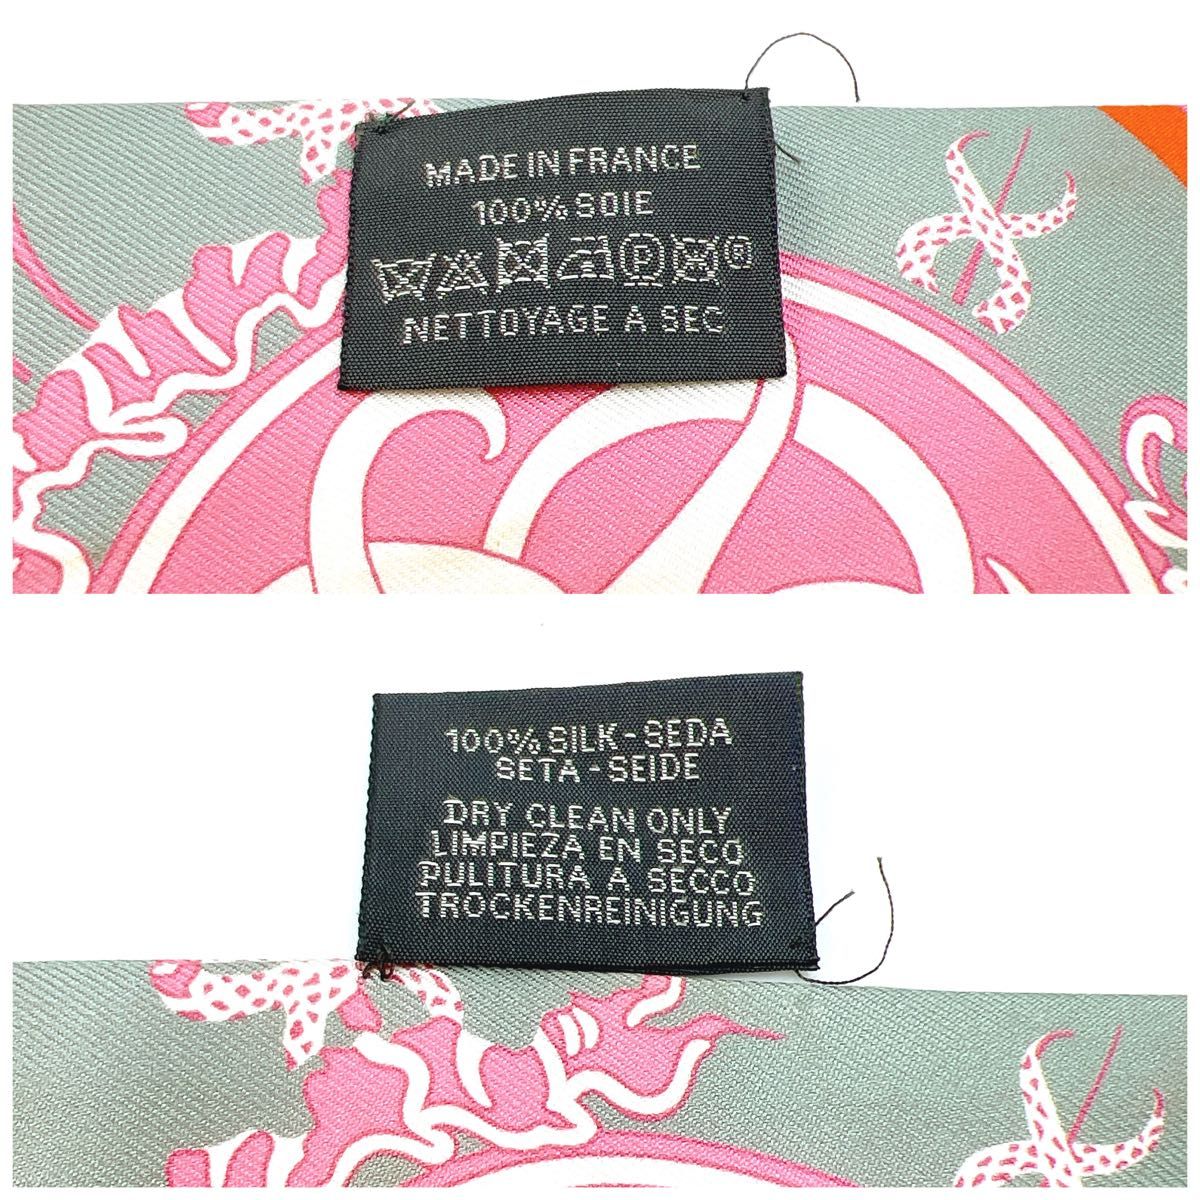 MADE IN FRANCE
100% SOIE
P ®
NETTOYAGE A SEC
100% SILK - SEDA
SETA - SEIDE
DRY CLEAN ONLY
LIMPIEZA EN SECO
PULITURA A SECCO
TROCKENREINIGUNG